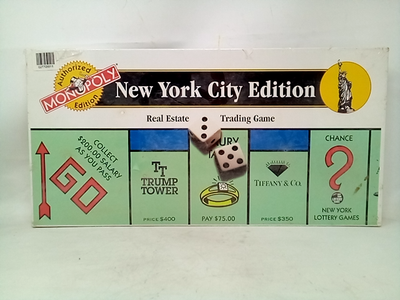 Authorized
MONOPOLY
Edition
New York City Edition
Real Estate Trading Game
COLLECT
$200.00 SALARY
AS YOU PASS
GO
TT
TRUMP
TOWER
PRICE $400
URY
PAY $75.00
TIFFANY & CO.
PRICE $350
CHANCE
?
NEW YORK
LOTTERY GAMES